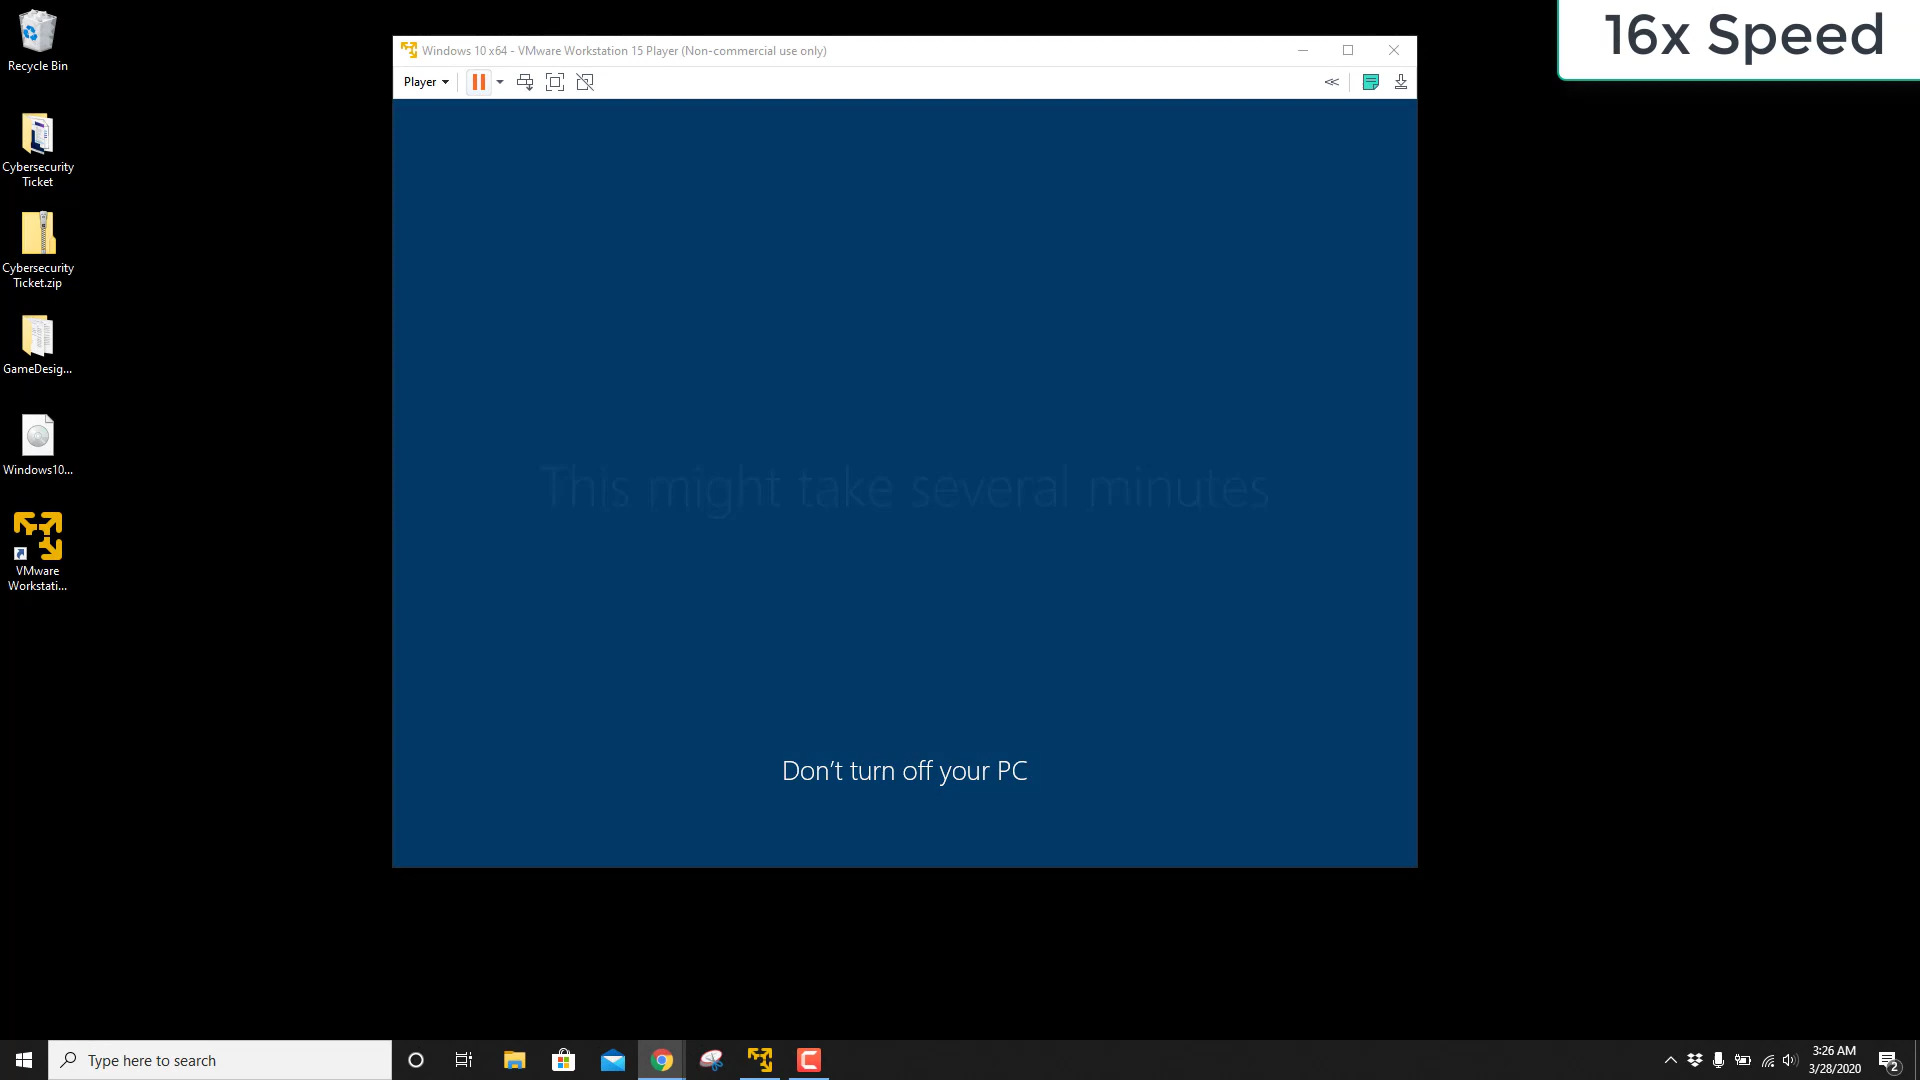 16x Speed
Recycle Bin
Cybersecurity
Ticket
Cybersecurity
Ticket.zip
GameDesig...
Windows10...
VMware
Workstati...
Windows 10 x64 - VMware Workstation 15 Player (Non-commercial use only)
Player
This might take several minutes
Don't turn off your PC
Type here to search
3:26 AM
3/28/2020
2